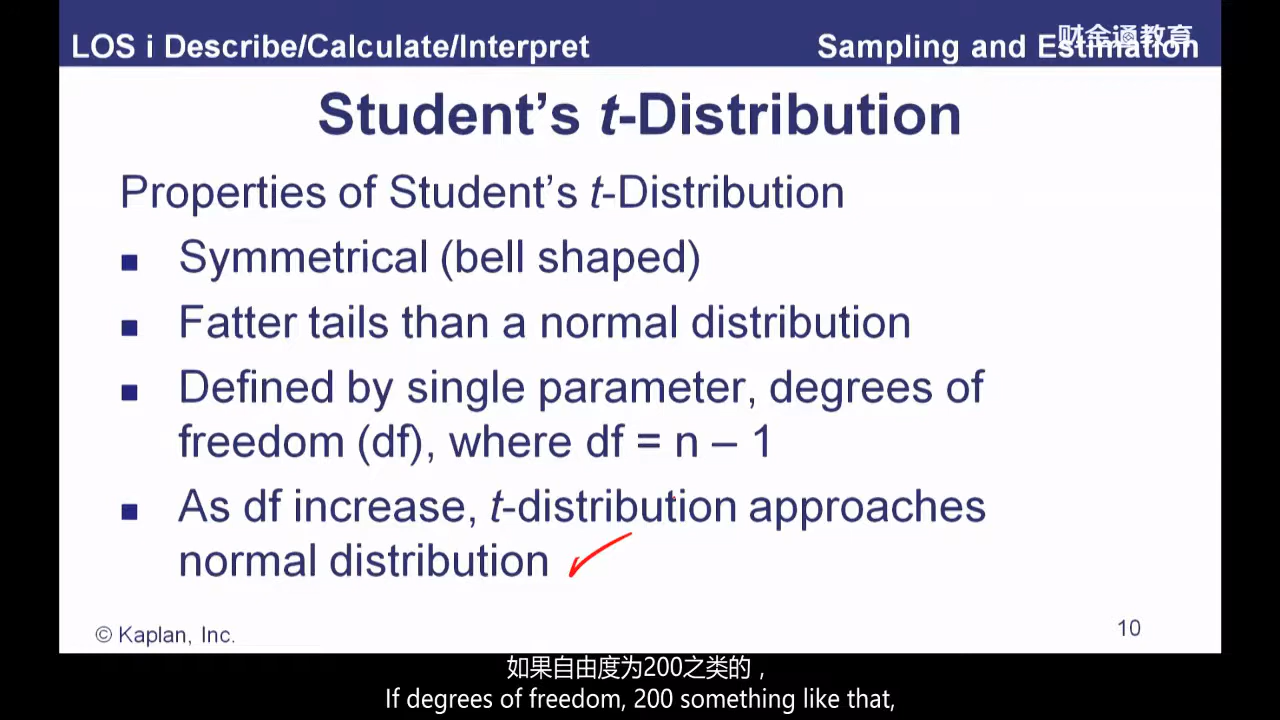 LOS i Describe/Calculate/Interpret
Sampling and Estimation
财金通教育
Student's t-Distribution
Properties of Student's t-Distribution
Symmetrical (bell shaped)
Fatter tails than a normal distribution
Defined by single parameter, degrees of
freedom (df), where df = n – 1
As df increase, t-distribution approaches
normal distribution
© Kaplan, Inc.
10
如果自由度为200之类的，
If degrees of freedom, 200 something like that,